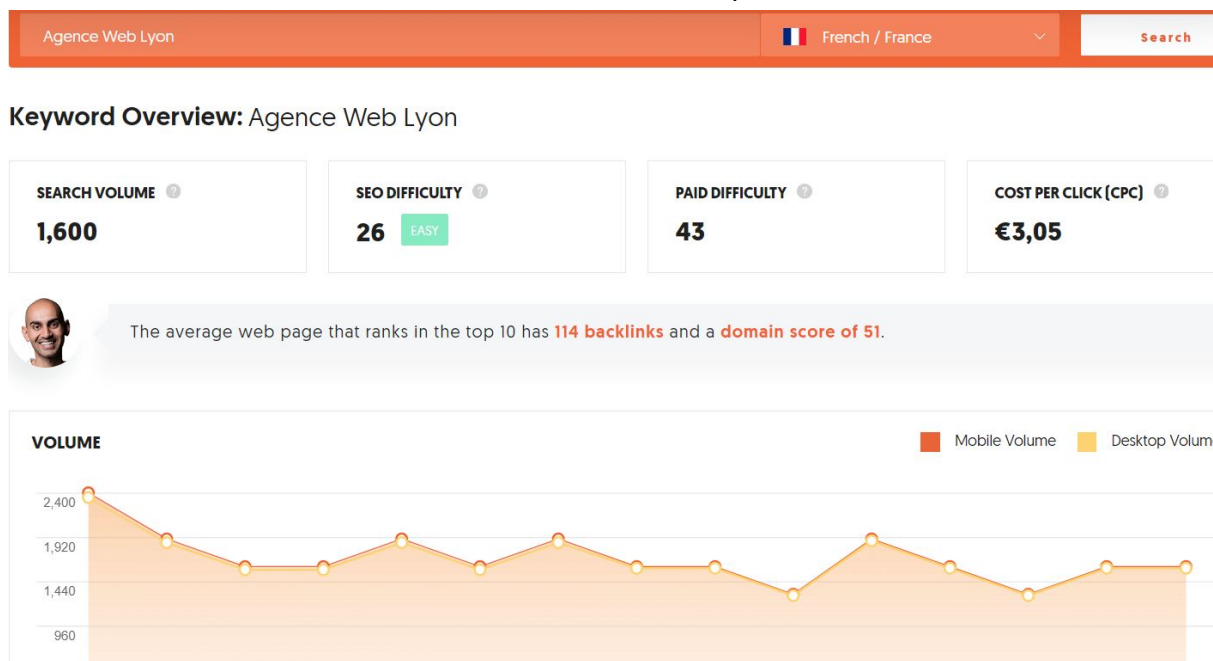 Agence Web Lyon
French / France
Search
Keyword Overview: Agence Web Lyon
SEARCH VOLUME ?
1,600
SEO DIFFICULTY ?
26 EASY
PAID DIFFICULTY ?
43
COST PER CLICK (CPC) ?
€3,05
The average web page that ranks in the top 10 has 114 backlinks and a domain score of 51.
VOLUME
Mobile Volume
Desktop Volum
2,400
1,920
1,440
960